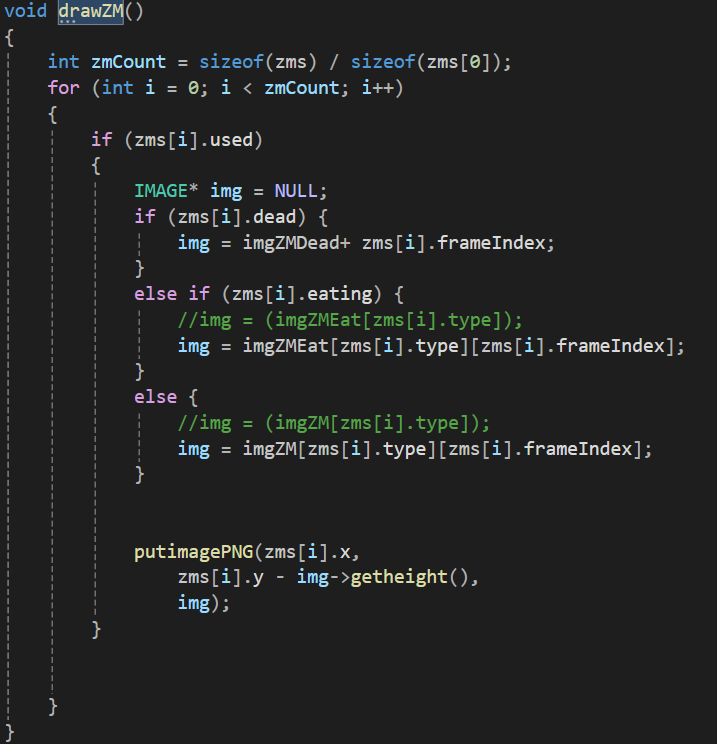 void drawZM()
{
    int zmCount = sizeof(zms) / sizeof(zms[0]);
    for (int i = 0; i < zmCount; i++)
    {
        if (zms[i].used)
        {
            IMAGE* img = NULL;
            if (zms[i].dead) {
                img = imgZMDead+ zms[i].frameIndex;
            }
            else if (zms[i].eating) {
                //img = (imgZMEat[zms[i].type]);
                img = imgZMEat[zms[i].type][zms[i].frameIndex];
            }
            else {
                //img = (imgZM[zms[i].type]);
                img = imgZM[zms[i].type][zms[i].frameIndex];
            }
            putimagePNG(zms[i].x,
                zms[i].y - img->getheight(),
                img);
        }
    }
}